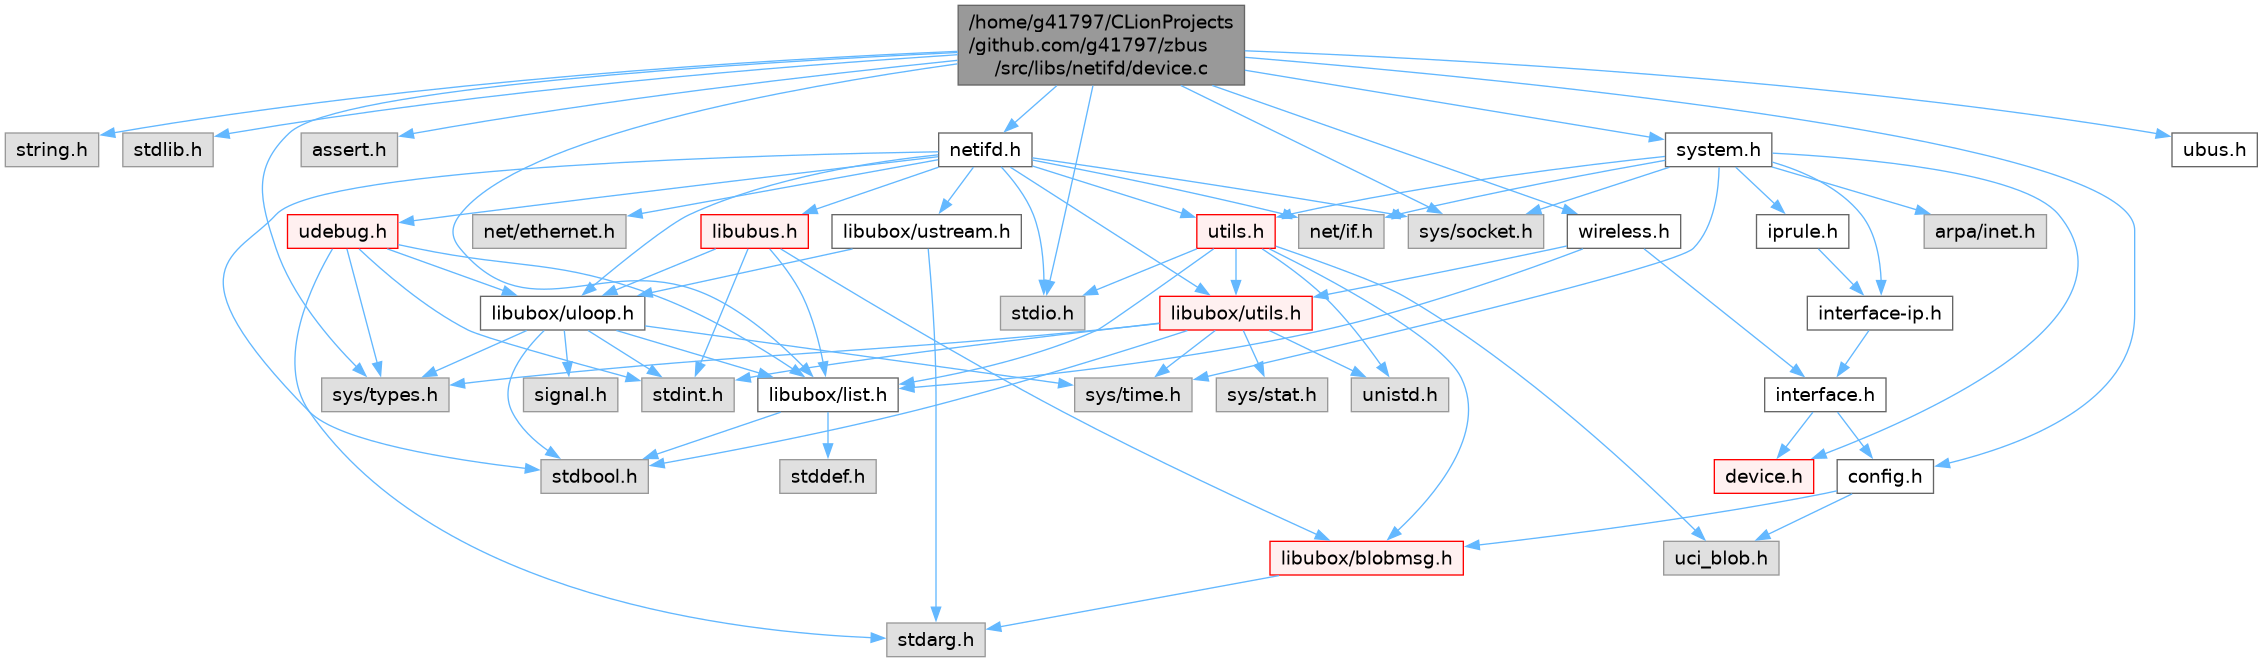 /home/g41797/CLionProjects
/github.com/g41797/zbus
/src/libs/netifd/device.c
string.h
stdlib.h
assert.h
netifd.h
system.h
ubus.h
udebug.h
net/ethernet.h
libubus.h
libubox/ustream.h
utils.h
net/if.h
sys/socket.h
wireless.h
iprule.h
arpa/inet.h
libubox/uloop.h
stdio.h
libubox/utils.h
interface-ip.h
sys/types.h
signal.h
stdint.h
libubox/list.h
sys/time.h
sys/stat.h
unistd.h
interface.h
stdbool.h
stddef.h
device.h
config.h
libubox/blobmsg.h
uci_blob.h
stdarg.h